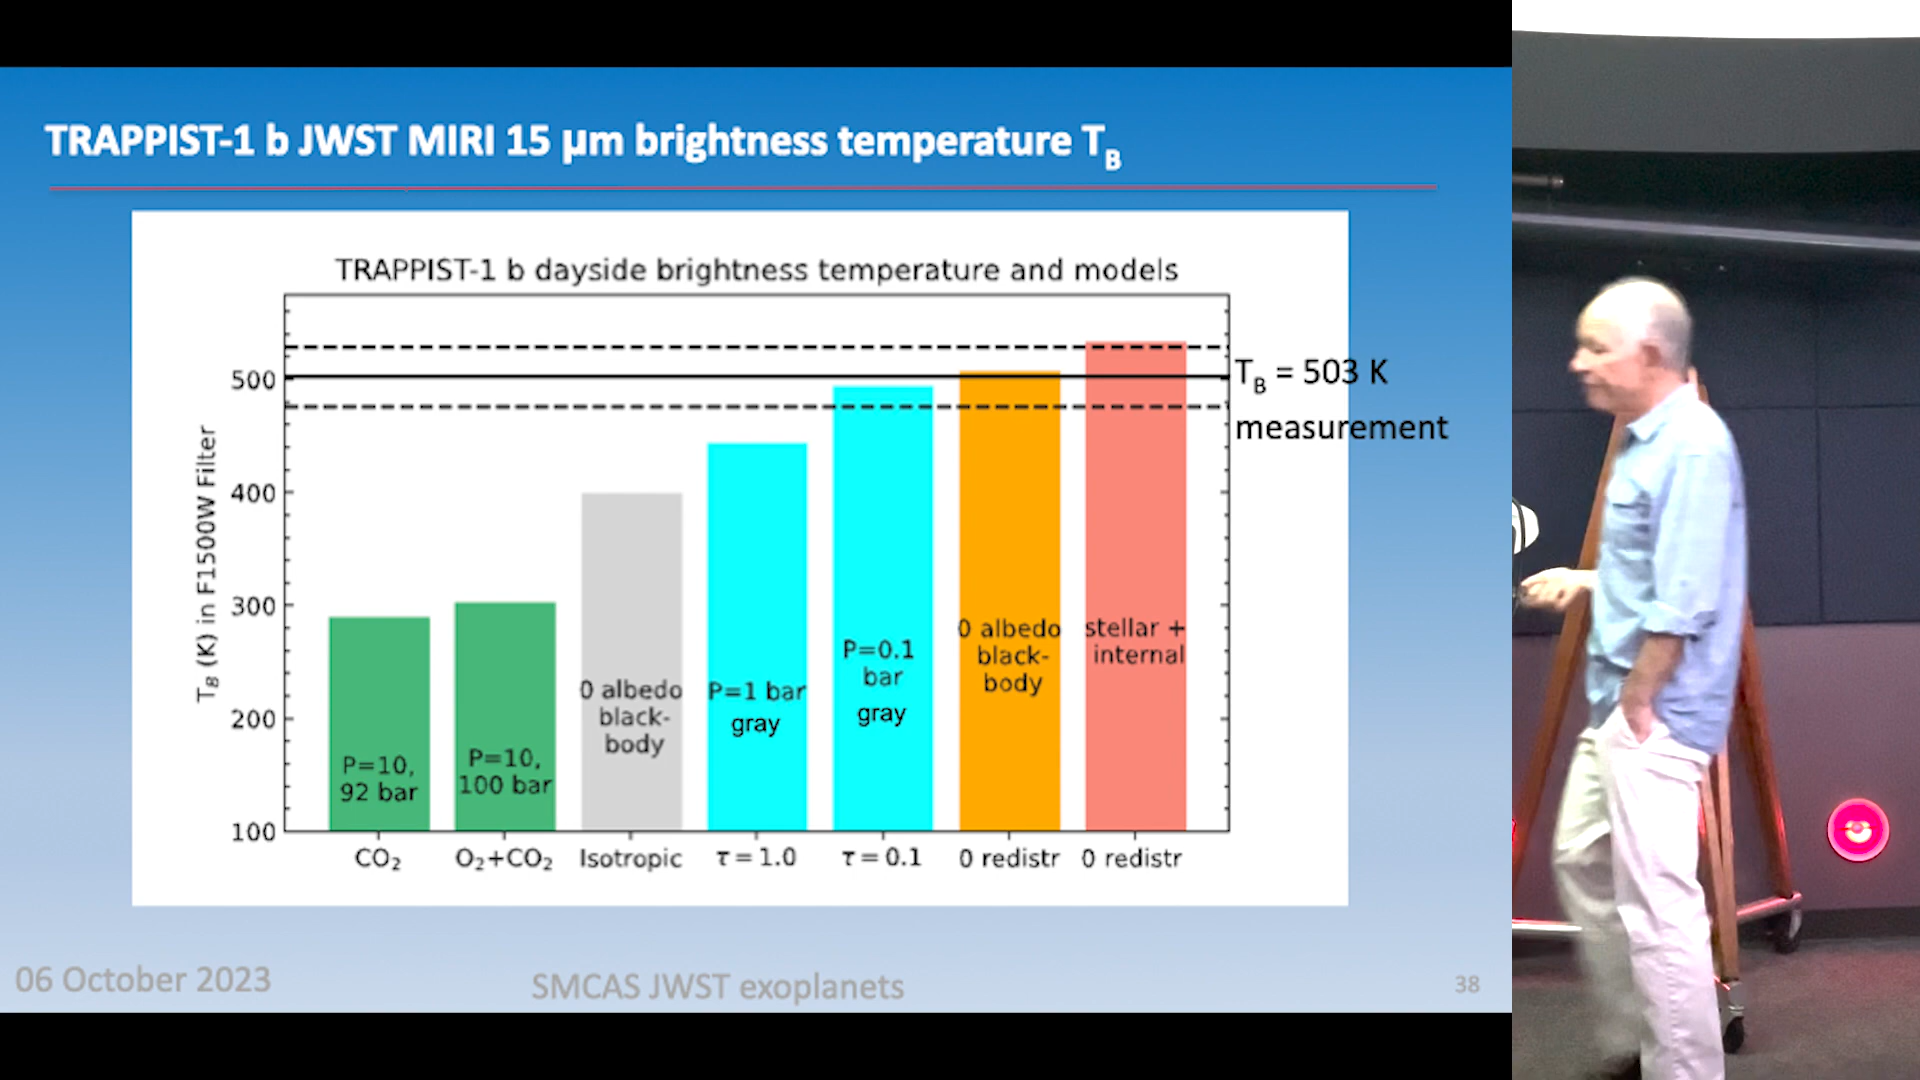 TRAPPIST-1 b JWST MIRI 15 µm brightness temperature T_B
TRAPPIST-1 b dayside brightness temperature and models
T_B (K) in F1500W Filter
500
400
300
200
100
P=10,
92 bar
P=10,
100 bar
0 albedo
black-
body
P=1 bar
gray
P=0.1
bar
gray
0 albedo
black-
body
stellar +
internal
T_B = 503 K
measurement
CO₂
O₂+CO₂
Isotropic
τ = 1.0
τ = 0.1
0 redistr
0 redistr
06 October 2023
SMCAS JWST exoplanets
38